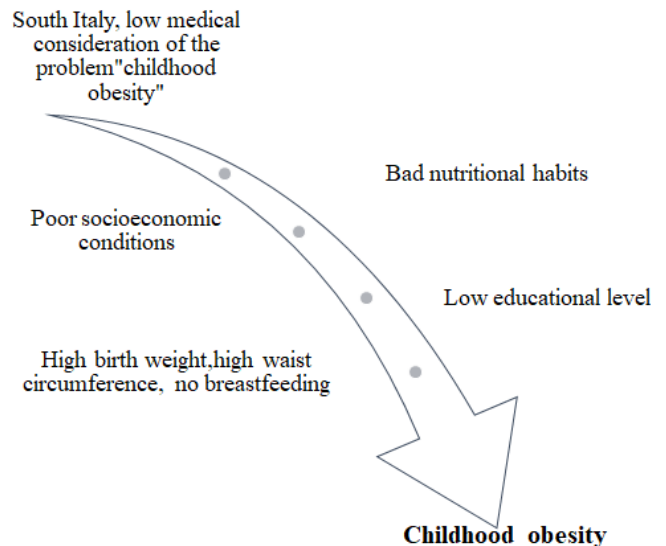 South Italy, low medical
consideration of the
problem"childhood
obesity"
Bad nutritional habits
Poor socioeconomic
conditions
Low educational level
High birth weight,high waist
circumference, no breastfeeding
Childhood obesity